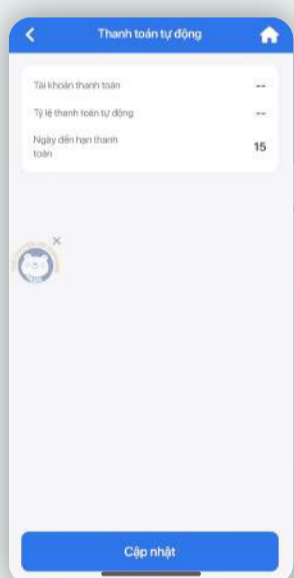 Thanh toán tự động
Tài khoản thanh toán
--
Tỷ lệ thanh toán tự động
--
Ngày đến hạn thanh
toán
15
Cập nhật